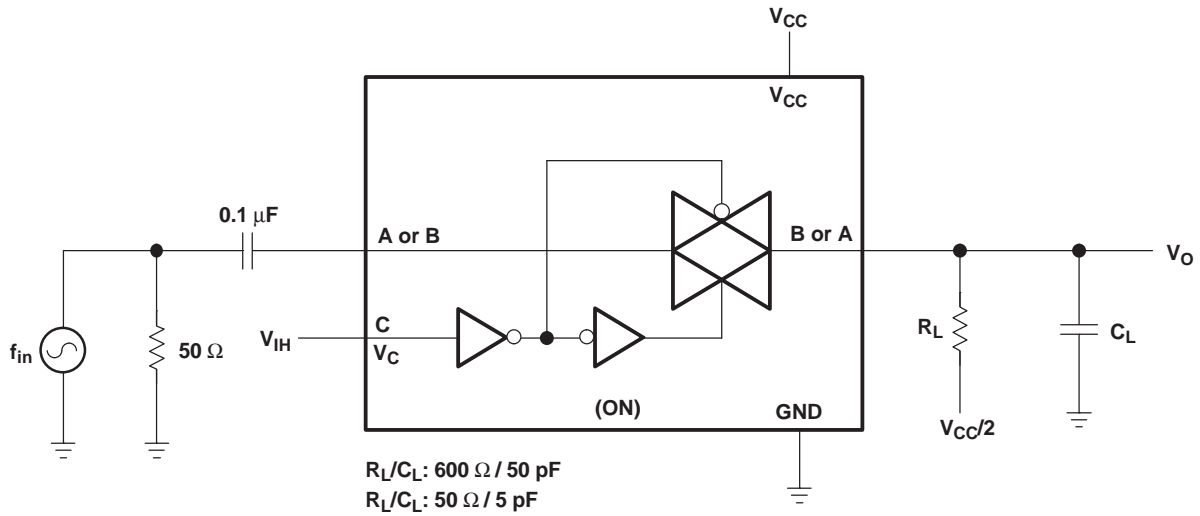 VCC
VCC
0.1 µF
A or B
B or A
VO
fin
50 Ω
VIH
C
VC
RL
CL
(ON)
GND
VCC/2
RL/CL: 600 Ω / 50 pF
RL/CL: 50 Ω / 5 pF